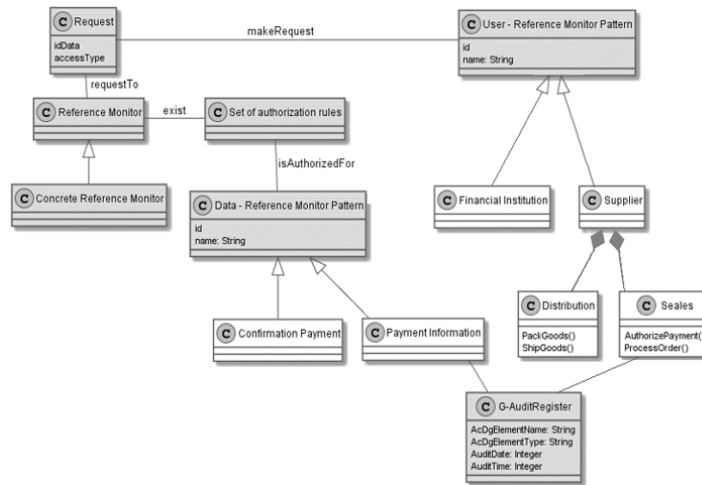 C Request
idData
accessType
makeRequest
C User - Reference Monitor Pattern
id
name: String
requestTo
C Reference Monitor
exist
C Set of authorization rules
isAuthorizedFor
C Concrete Reference Monitor
C Data - Reference Monitor Pattern
id
name: String
C Financial Institution
C Supplier
C Confirmation Payment
C Payment Information
C Distribution
PackGoods()
ShipGoods()
C Seales
AuthorizePayment(
ProcessOrder()
C G-AuditRegister
AcDgElementName: String
AcDgElementType: String
AuditDate: Integer
AuditTime: Integer